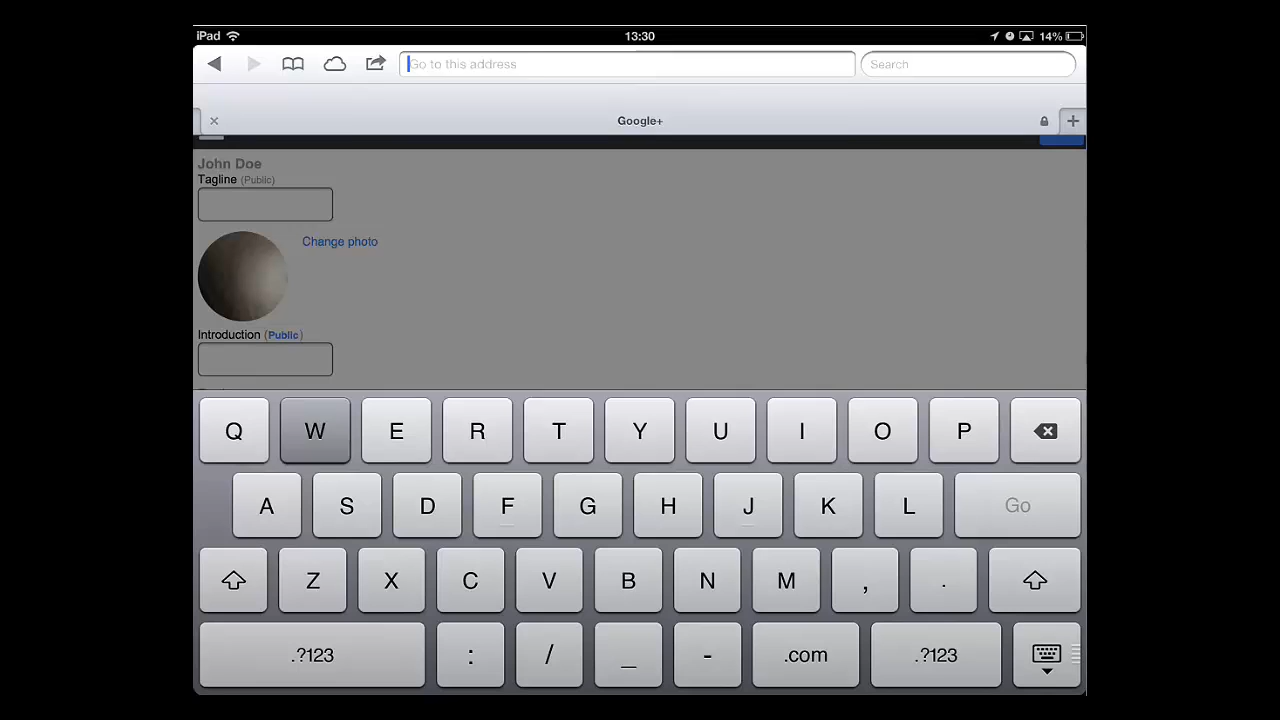 iPad 13:30 14%
Go to this address Search
Google+
John Doe
Tagline (Public)
Change photo
Introduction (Public)
Q W E R T Y U I O P
A S D F G H J K L Go
Z X C V B N M , .
.?123 : / _ - .com .?123